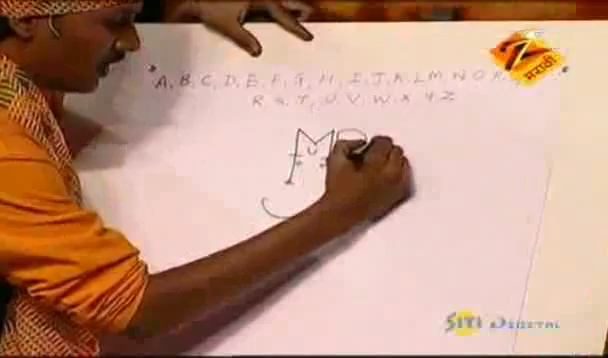 A, B, C, D, E, F, G, H, I, J, K, L M N O P
R S, T, U, V, W, X Y Z
M
मराठी
SITI DIGITAL